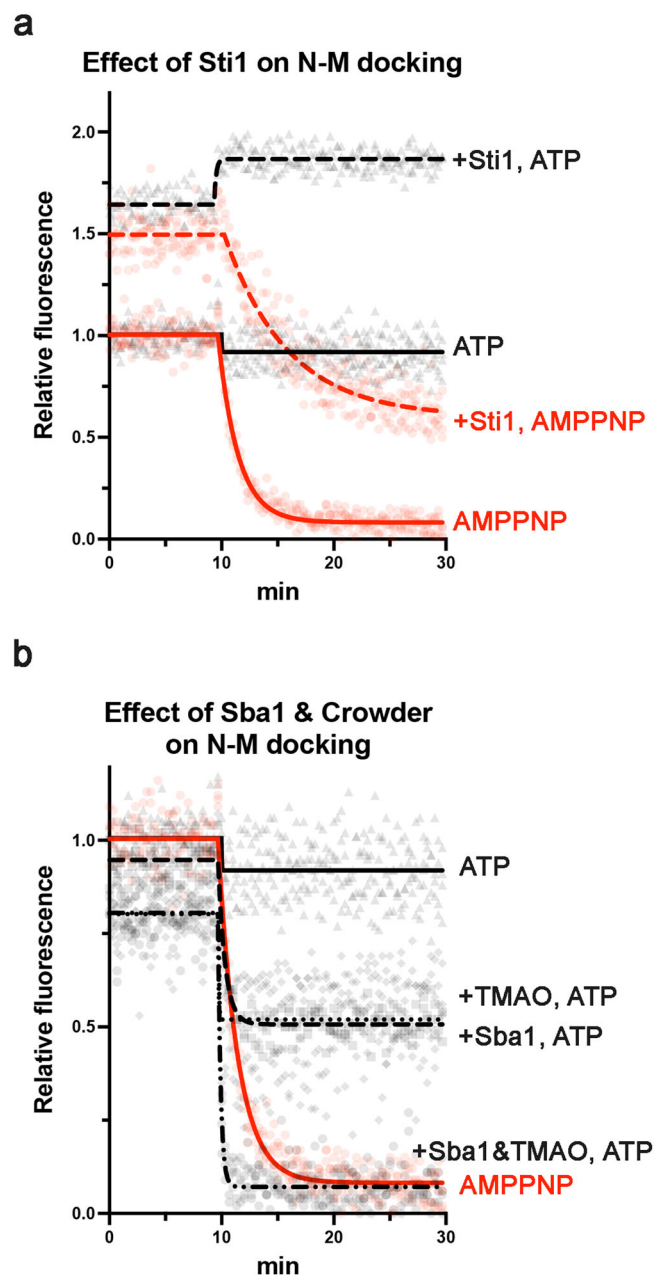 a
Effect of Sti1 on N-M docking
2.0
+Sti1, ATP
1.5
Relative fluorescence
1.0
ATP
+Sti1, AMPPNP
0.5
AMPPNP
0.0
0
10
20
30
min
b
Effect of Sba1 & Crowder
on N-M docking
1.0
ATP
Relative fluorescence
+TMAO, ATP
0.5
+Sba1, ATP
+Sba1&TMAO, ATP
AMPPNP
0.0
0
10
20
30
min